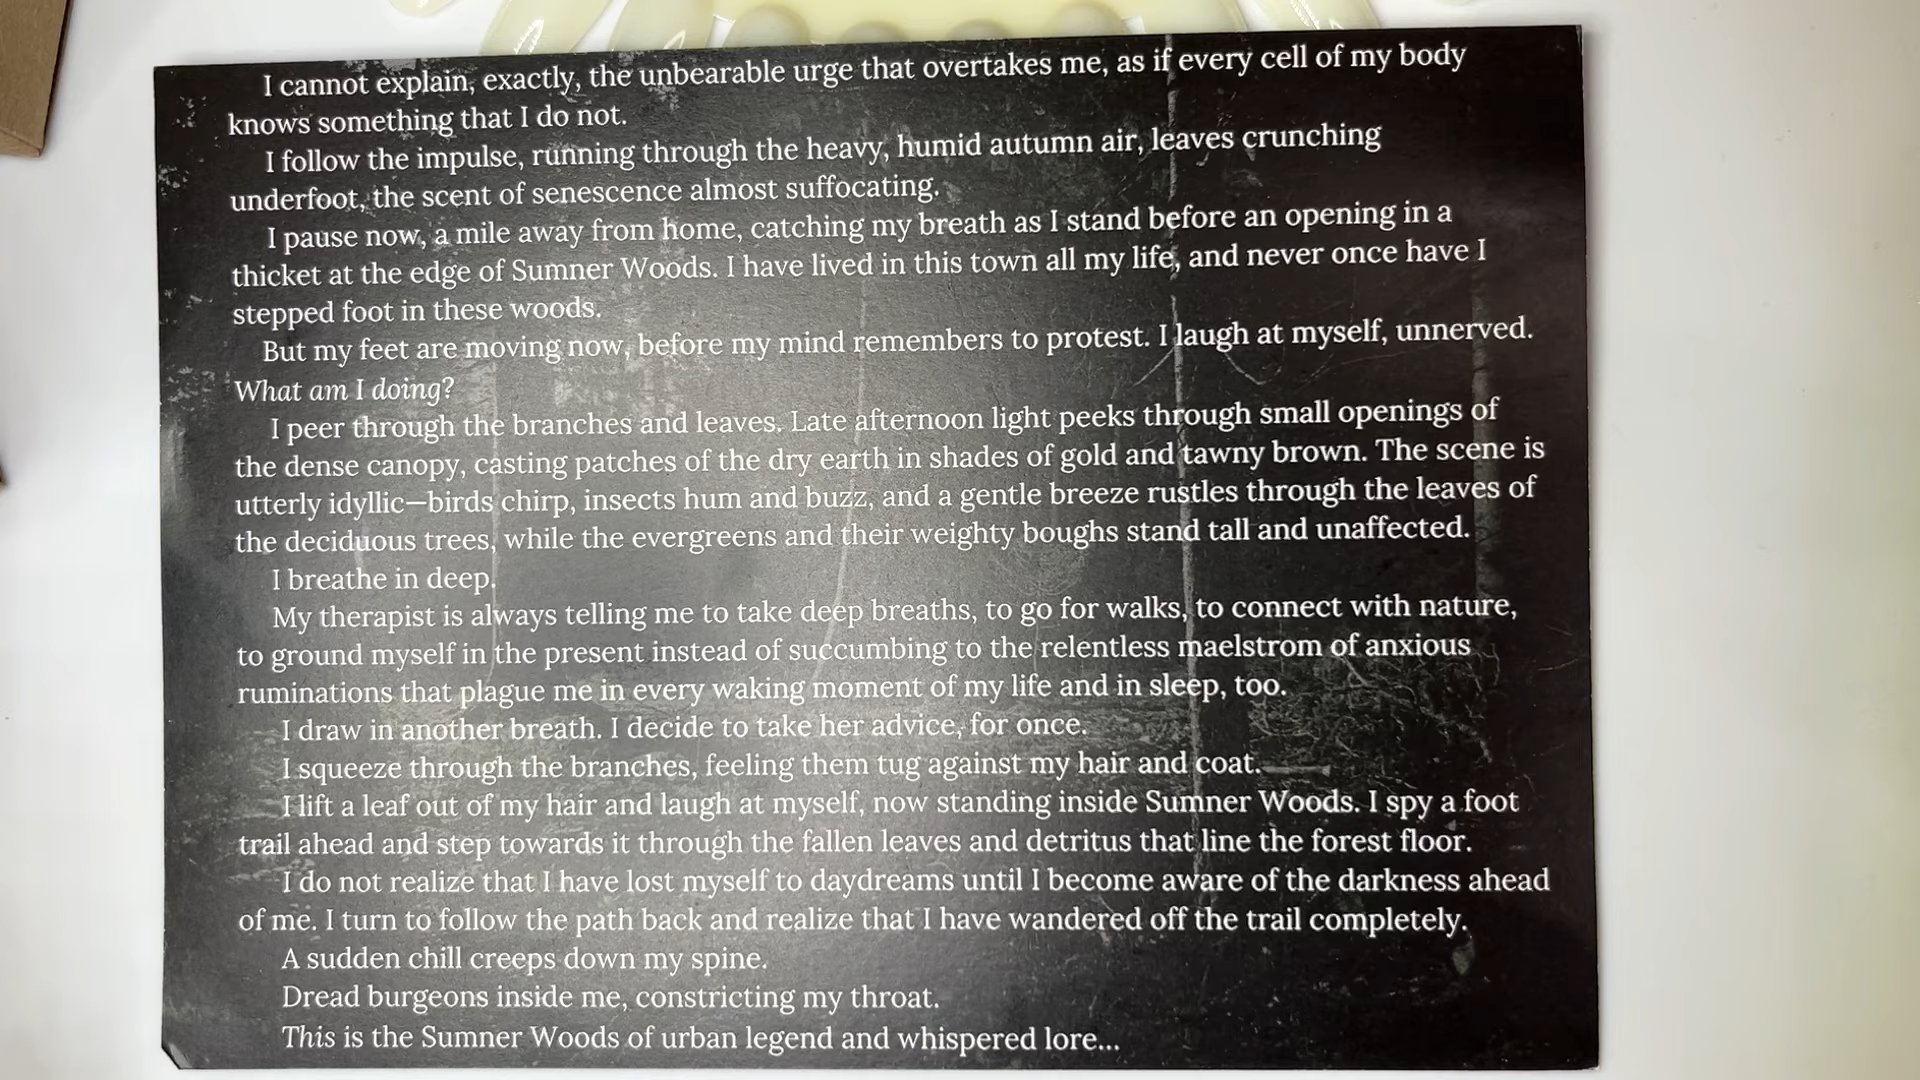 I cannot explain, exactly, the unbearable urge that overtakes me, as if every cell of my body
knows something that I do not.
I follow the impulse, running through the heavy, humid autumn air, leaves crunching
underfoot, the scent of senescence almost suffocating.
I pause now, a mile away from home, catching my breath as I stand before an opening in a
thicket at the edge of Sumner Woods. I have lived in this town all my life, and never once have I
stepped foot in these woods.
But my feet are moving now, before my mind remembers to protest. I laugh at myself, unnerved.
What am I doing?
I peer through the branches and leaves. Late afternoon light peeks through small openings of
the dense canopy, casting patches of the dry earth in shades of gold and tawny brown. The scene is
utterly idyllic—birds chirp, insects hum and buzz, and a gentle breeze rustles through the leaves of
the deciduous trees, while the evergreens and their weighty boughs stand tall and unaffected.
I breathe in deep.
My therapist is always telling me to take deep breaths, to go for walks, to connect with nature,
to ground myself in the present instead of succumbing to the relentless maelstrom of anxious
ruminations that plague me in every waking moment of my life and in sleep, too.
I draw in another breath. I decide to take her advice, for once.
I squeeze through the branches, feeling them tug against my hair and coat.
I lift a leaf out of my hair and laugh at myself, now standing inside Sumner Woods. I spy a foot
trail ahead and step towards it through the fallen leaves and detritus that line the forest floor.
I do not realize that I have lost myself to daydreams until I become aware of the darkness ahead
of me. I turn to follow the path back and realize that I have wandered off the trail completely.
A sudden chill creeps down my spine.
Dread burgeons inside me, constricting my throat.
This is the Sumner Woods of urban legend and whispered lore...